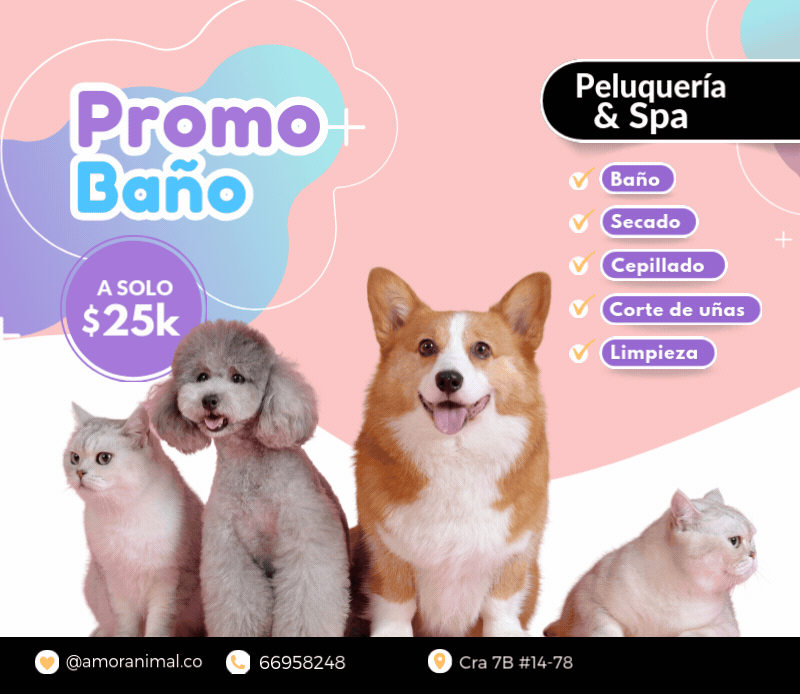 Promo
Baño
A SOLO
$25k
Peluquería
& Spa
Baño
Secado
Cepillado
Corte de uñas
Limpieza
@amoranimal.co
66958248
Cra 7B #14-78